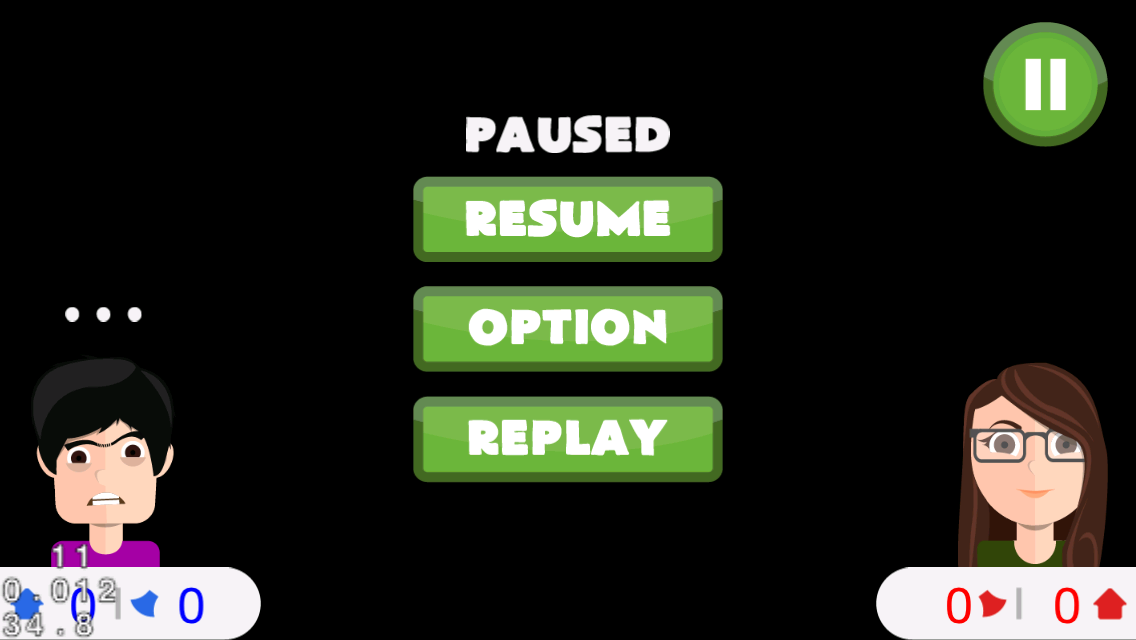 PAUSED
RESUME
OPTION
REPLAY
...
11
0.012
34.8
0 | 0
0 | 0